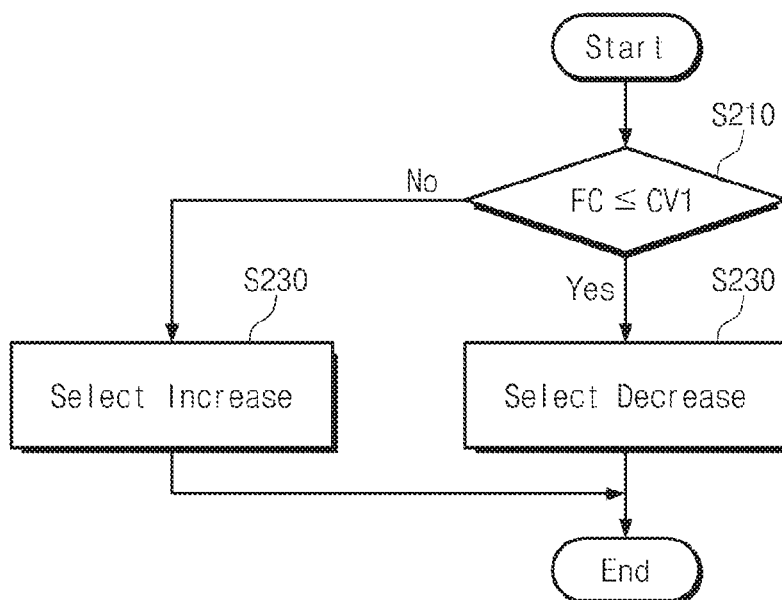 Start
S210
No
FC ≤ CV1
S230
Yes
S230
Select Increase
Select Decrease
End